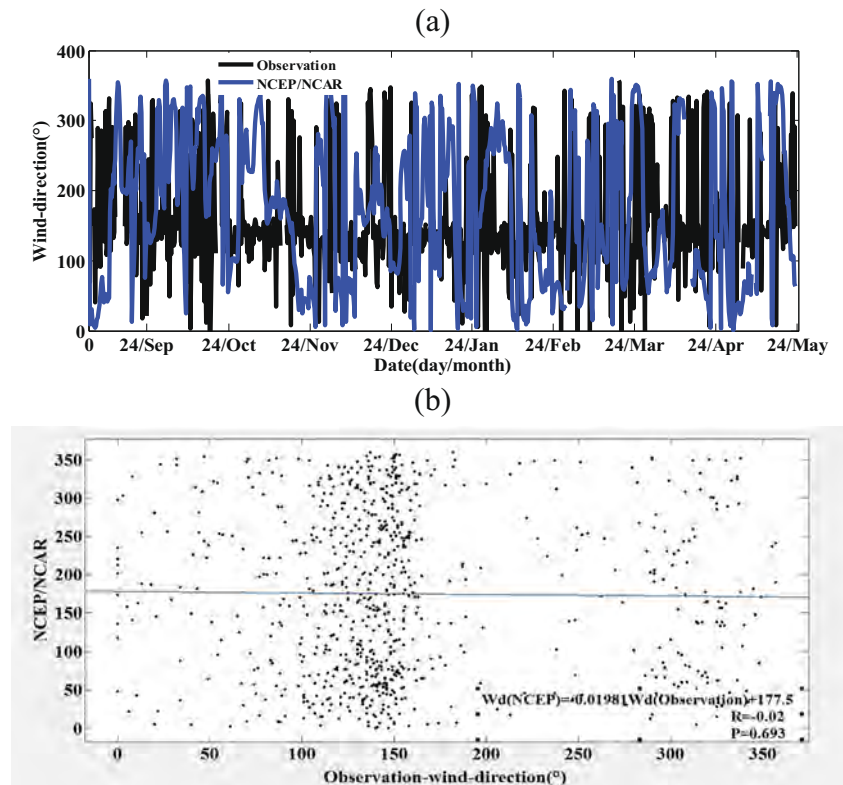 (a)
400
300
200
100
0
Wind-direction(°)
Observation
NCEP/NCAR
0 24/Sep 24/Oct 24/Nov 24/Dec 24/Jan 24/Feb 24/Mar 24/Apr 24/May
Date(day/month)
(b)
350
300
250
200
150
100
50
0
NCEP/NCAR
Wd(NCEP)=-0.01981Wd(Observation)+177.5
R=-0.02
P=0.693
0 50 100 150 200 250 300 350
Observation-wind-direction(°)